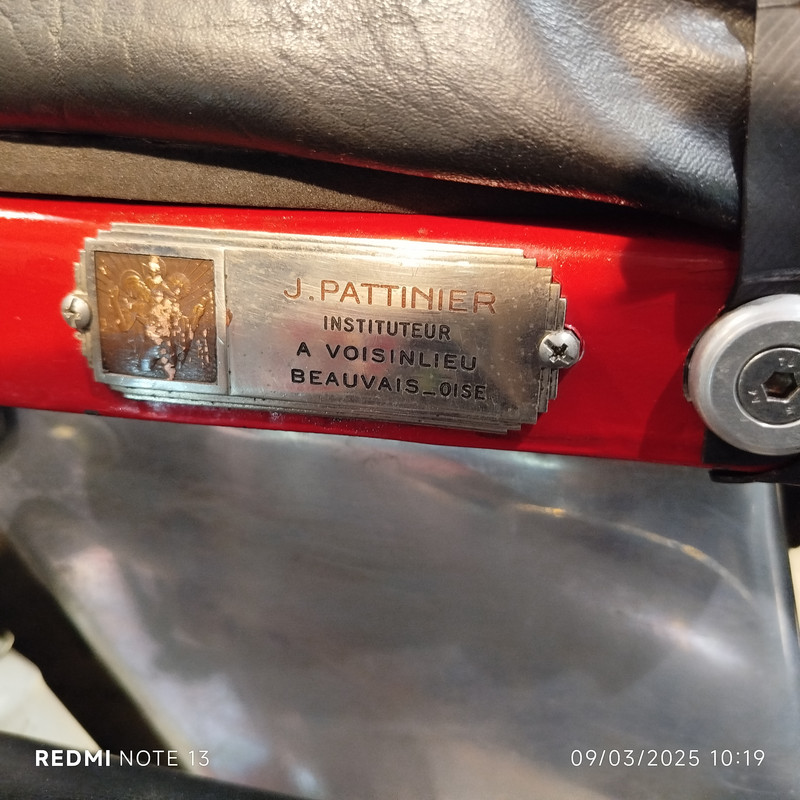 J. PATTINIER
INSTITUTEUR
A VOISINLIEU
BEAUVAIS_OISE
REDMI NOTE 13
09/03/2025 10:19